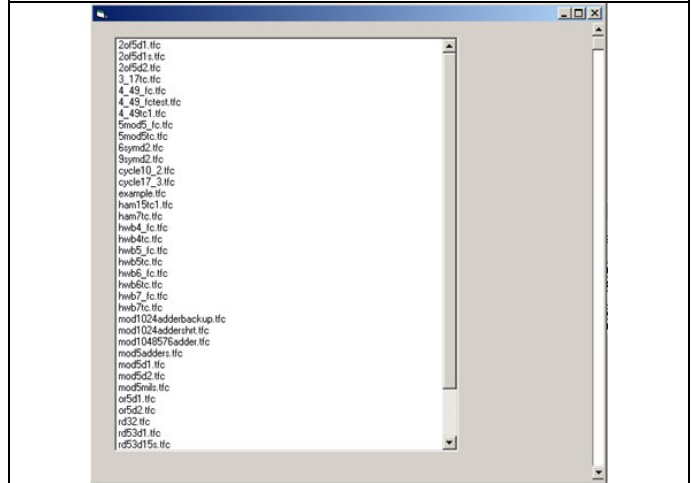 2of5d1.tfc
2of5d1s.tfc
2of5d2.tfc
3_17tc.tfc
4_49_fc.tfc
4_49_fctest.tfc
4_49tc1.tfc
5mod5_fc.tfc
5mod5tc.tfc
6symd2.tfc
9symd2.tfc
cycle10_2.tfc
cycle17_3.tfc
example.tfc
ham15tc1.tfc
ham7tc.tfc
hwb4_fc.tfc
hwb4tc.tfc
hwb5_fc.tfc
hwb5tc.tfc
hwb6_fc.tfc
hwb6tc.tfc
hwb7_fc.tfc
hwb7tc.tfc
mod1024adderbackup.tfc
mod1024addershrt.tfc
mod1048576adder.tfc
mod5adders.tfc
mod5d1.tfc
mod5d2.tfc
mod5mils.tfc
or5d1.tfc
or5d2.tfc
rd32.tfc
rd53d1.tfc
rd53d15s.tfc